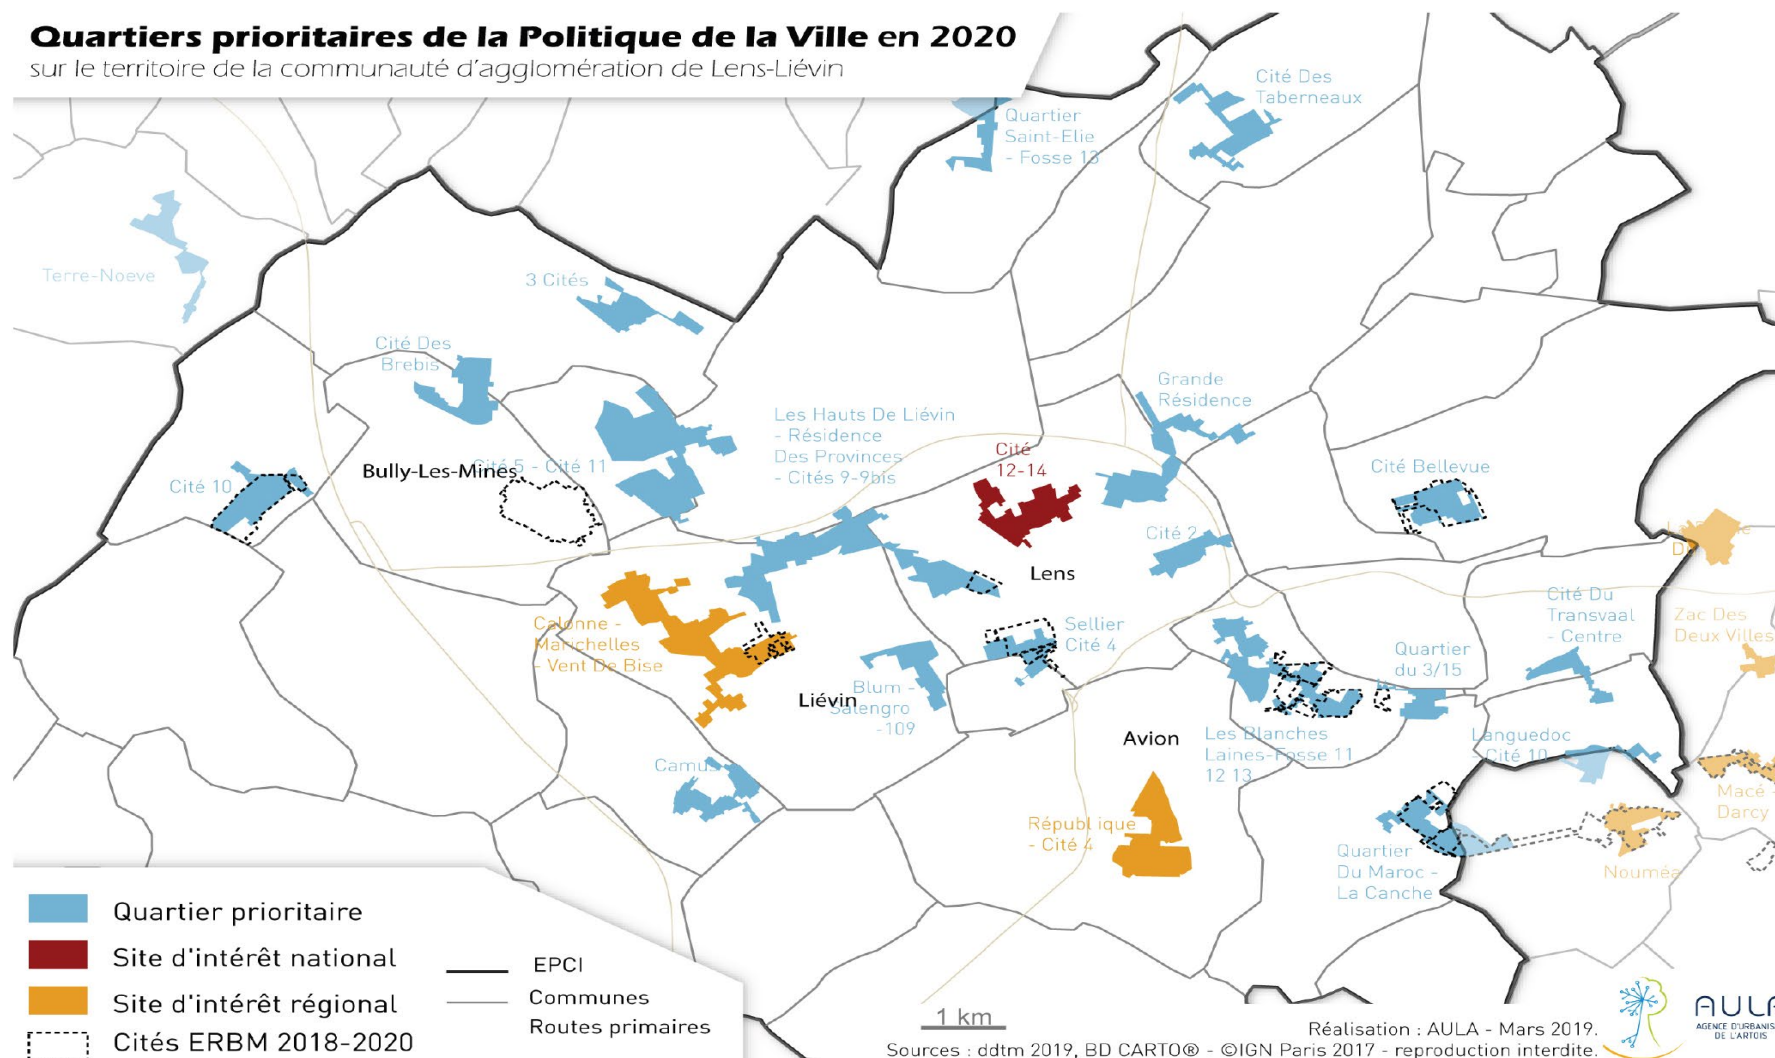 Quartiers prioritaires de la Politique de la Ville en 2020
sur le territoire de la communauté d'agglomération de Lens-Liévin
Cité Des
Taberneaux
Quartier
Saint-Elie
- Fosse 13
Terre-Noeve
3 Cités
Cité Des
Brebis
Grande
Résidence
Les Hauts De Liévin
- Résidence
Des Provinces
- Cités 9-9bis
Cité
12-14
Cité 10
Bully-Les-Mines
Cité 5 - Cité 11
Cité Bellevue
Cité 2
Lens
Calonne -
Marichelles
- Vent De Bise
Sellier
Cité 4
Cité Du
Transvaal
- Centre
Zac Des
Deux Villes
Quartier
du 3/15
Blum -
Salengro
-109
Liévin
Avion
Les Blanches
Laines-Fosse 11
12 13
Languedoc
- Cité 10
Camus
République
- Cité 4
Macé -
Darcy
Quartier
Du Maroc -
La Canche
Nouméa
Quartier prioritaire
Site d'intérêt national
Site d'intérêt régional
Cités ERBM 2018-2020
EPCI
Communes
Routes primaires
1 km
Réalisation : AULA - Mars 2019.
Sources : ddtm 2019, BD CARTO® - ©IGN Paris 2017 - reproduction interdite.
AULA
AGENCE D'URBANIS
DE L'ARTOIS